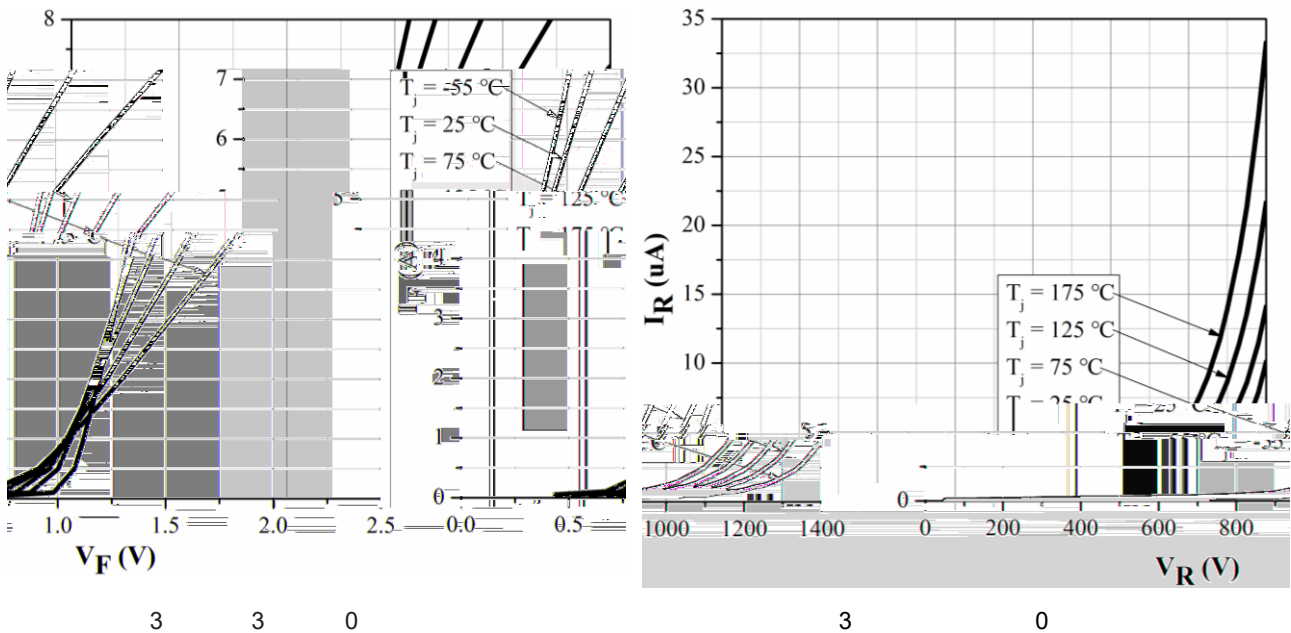 8
7
6
5
4
3
2
1
0
T_j = -55 °C
T_j = 25 °C
T_j = 75 °C
T_j = 125 °C
1.0 1.5 2.0 2.5 0.0 0.5
V_F (V)
35
30
25
20
15
10
0
I_R (uA)
T_j = 175 °C
T_j = 125 °C
T_j = 75 °C
1000 1200 1400 0 200 400 600 800
V_R (V)
3 3 0 3 0